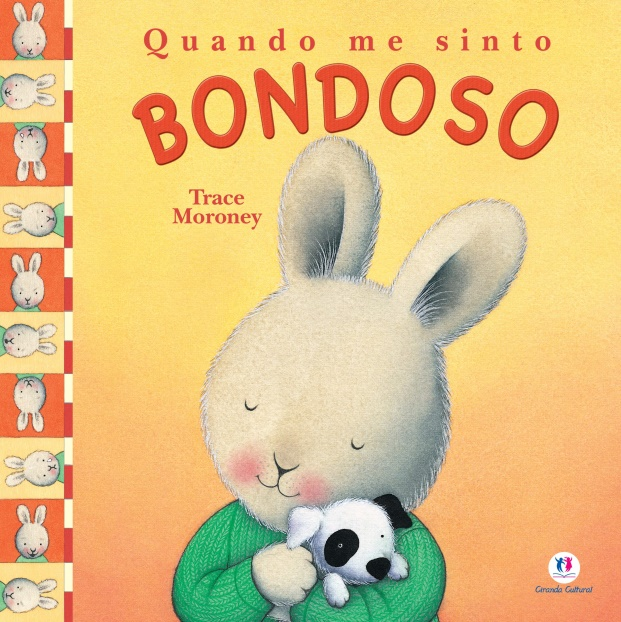 Quando me sinto
BONDOSO
Trace
Moroney
Ciranda Cultural